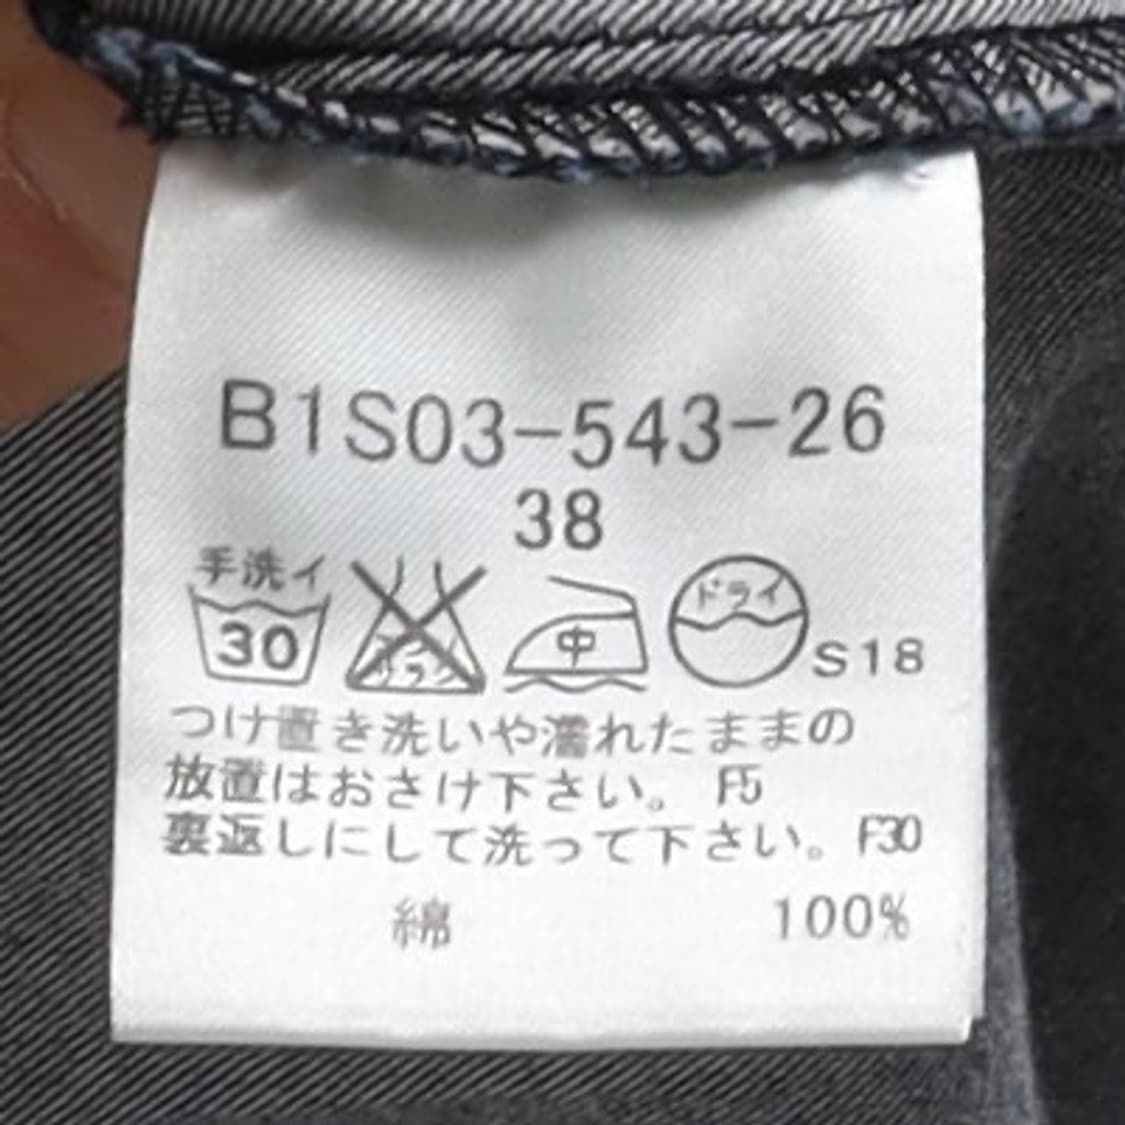 B1S03-543-26
38
手洗イ
30 中 ドライ S18
つけ置き洗いや濡れたままの
放置はおさけ下さい。 F5
裏返しにして洗って下さい。F30
綿 100%